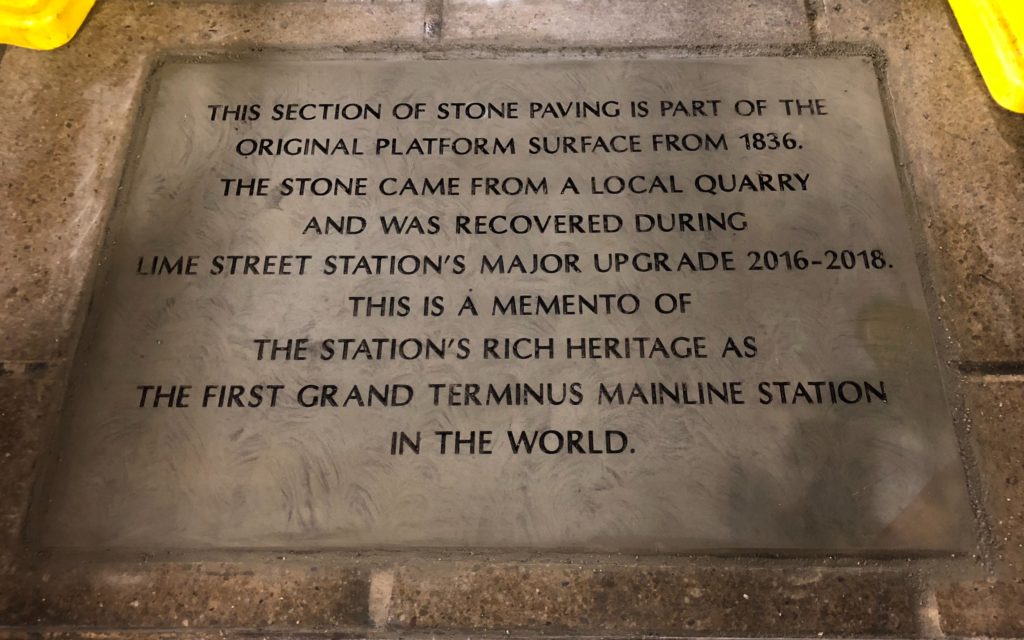 THIS SECTION OF STONE PAVING IS PART OF THE
ORIGINAL PLATFORM SURFACE FROM 1836.
THE STONE CAME FROM A LOCAL QUARRY
AND WAS RECOVERED DURING
LIME STREET STATION'S MAJOR UPGRADE 2016-2018.
THIS IS A MEMENTO OF
THE STATION'S RICH HERITAGE AS
THE FIRST GRAND TERMINUS MAINLINE STATION
IN THE WORLD.